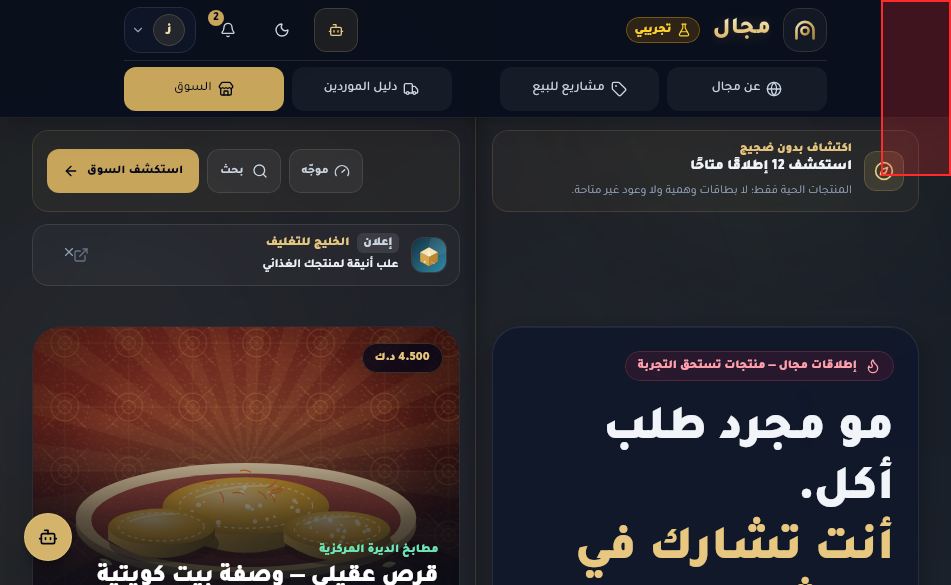 مجال
تجريبي
2
ز
عن مجال
مشاريع للبيع
دليل الموردين
السوق
اكتشاف بدون ضجيج
استكشف 12 إطلاقًا متاحًا
المنتجات الحية فقط؛ لا بطاقات وهمية ولا وعود غير متاحة.
موجّه
بحث
استكشف السوق
إعلان
الخليج للتغليف
علب أنيقة لمنتجك الغذائي
إطلاقات مجال – منتجات تستحق التجربة
مو مجرد طلب
أكل.
أنت تشارك في
4.500 د.ك
مطابخ الديرة المركزية
قرص عقيلي – وصفة بيت كويتية